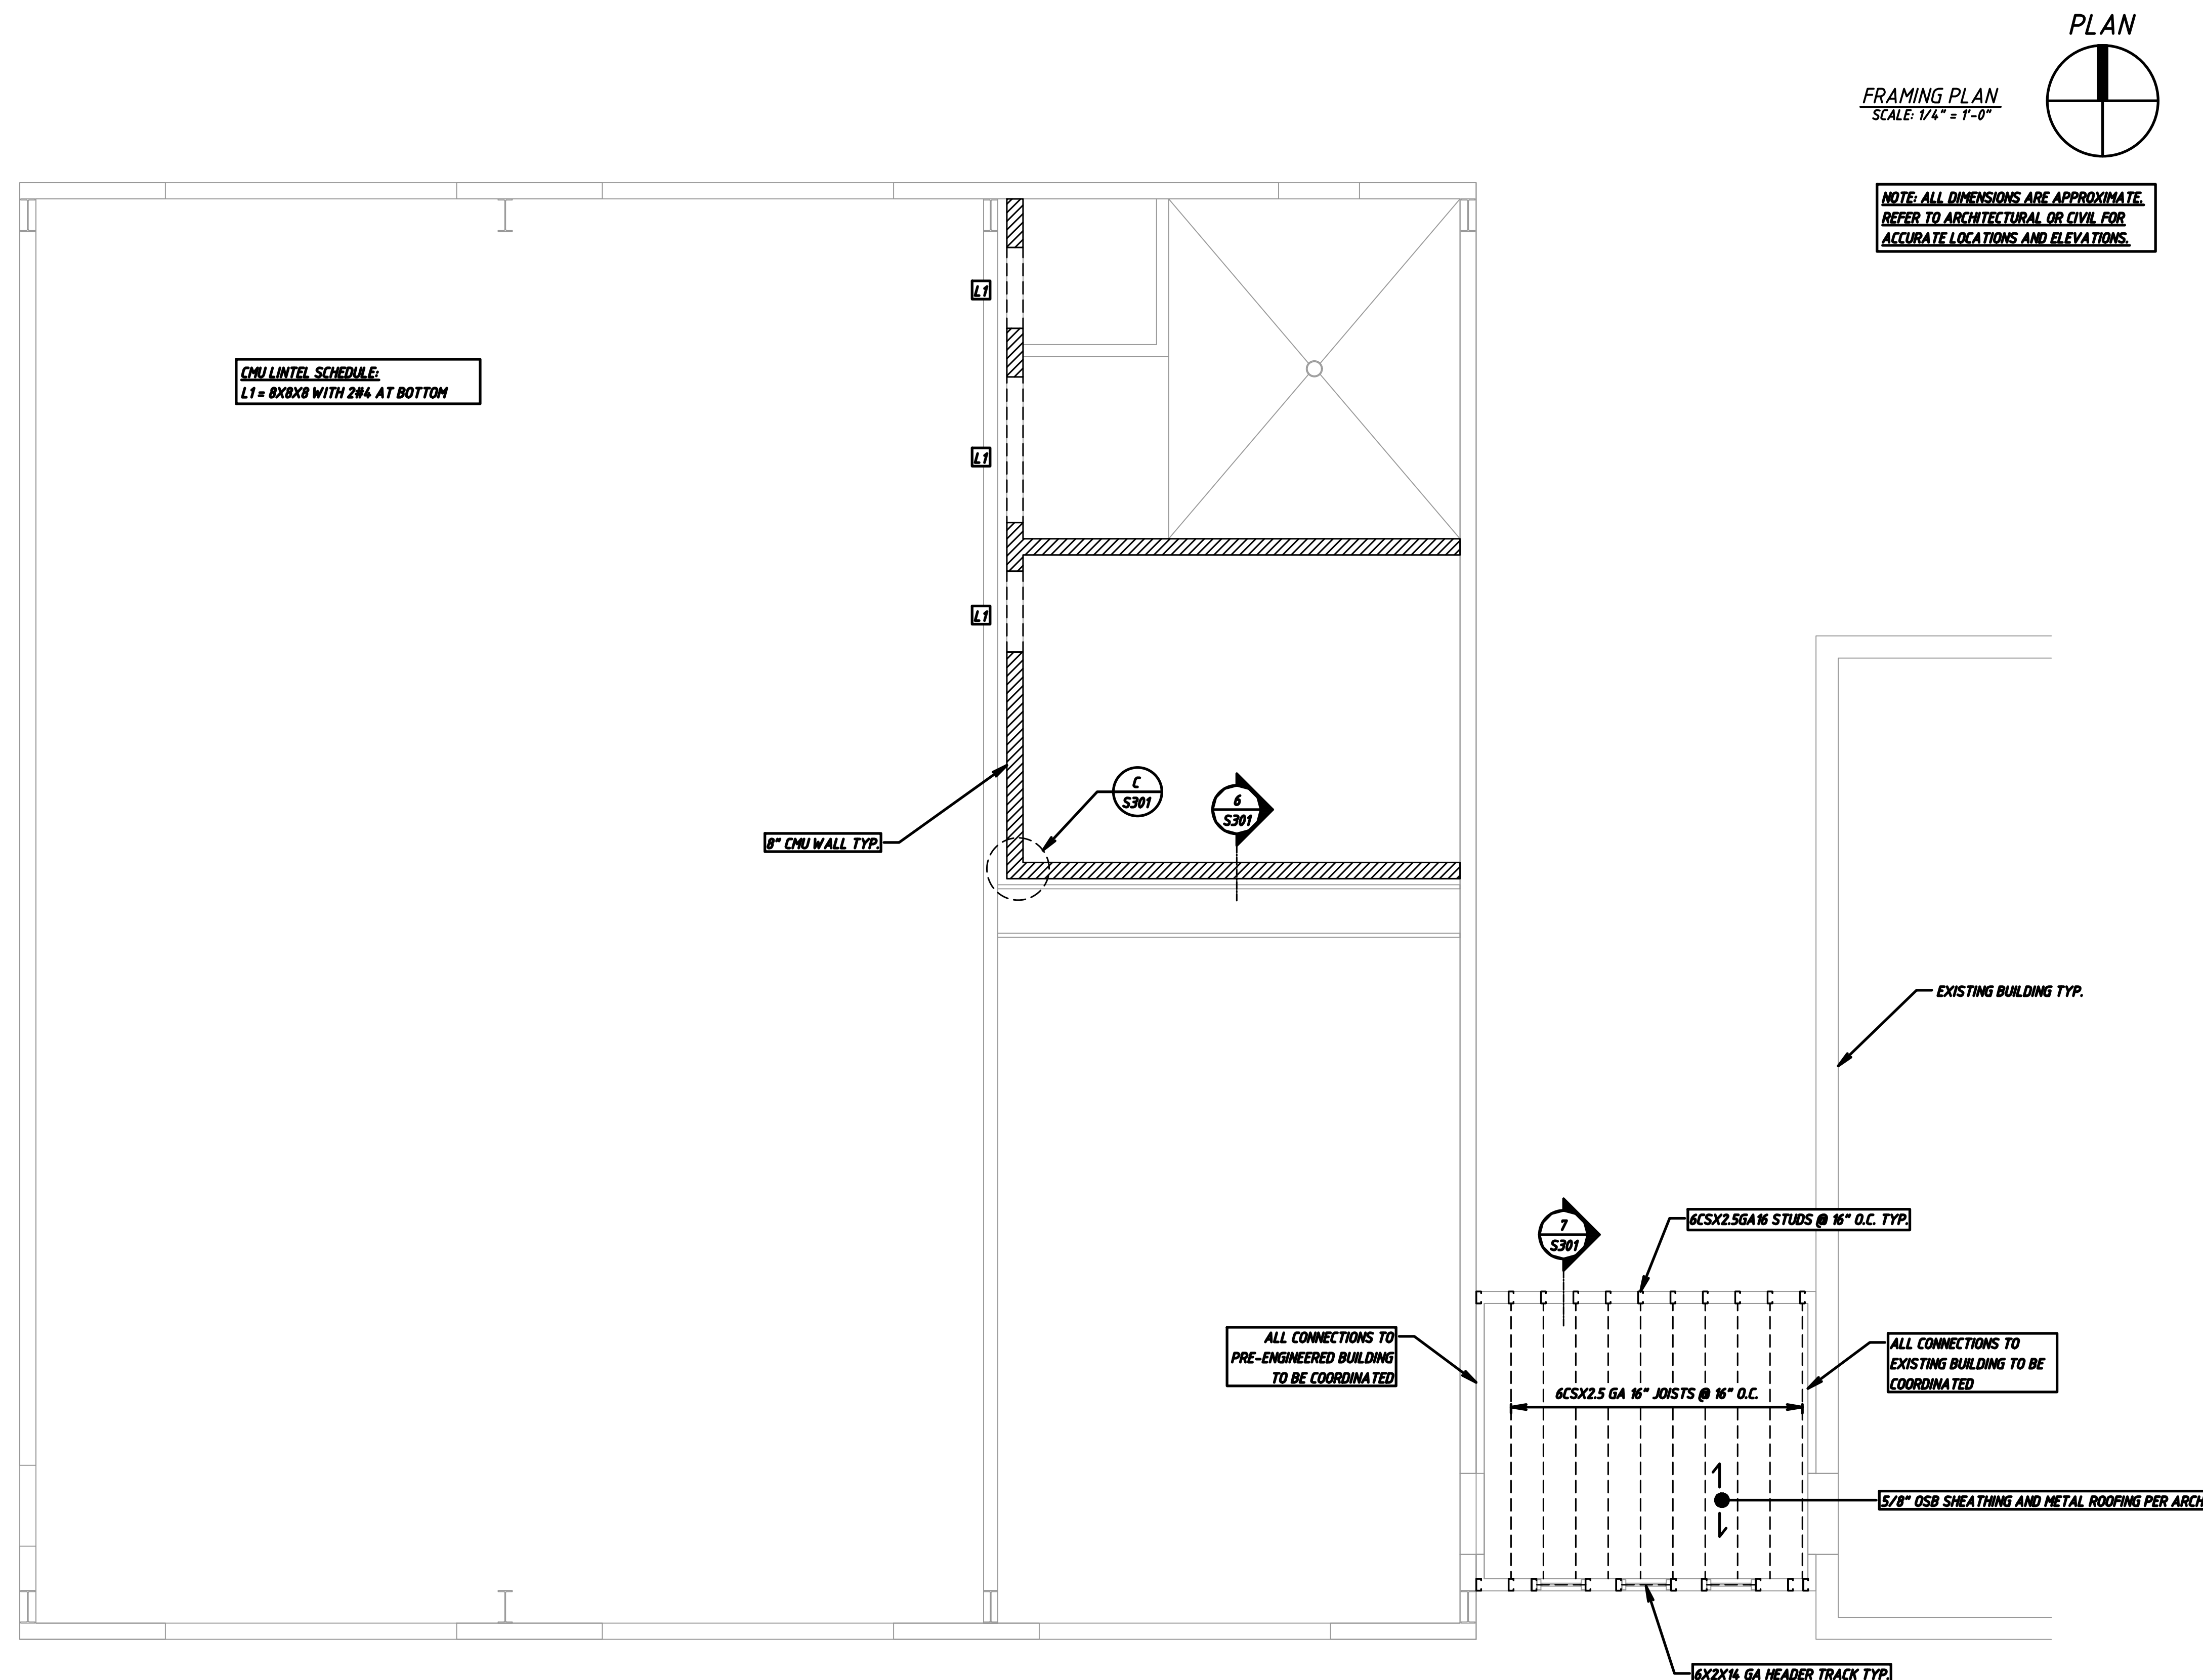 PLAN
FRAMING PLAN
SCALE: 1/4" = 1'-0"
NOTE: ALL DIMENSIONS ARE APPROXIMATE.
REFER TO ARCHITECTURAL OR CIVIL FOR
ACCURATE LOCATIONS AND ELEVATIONS.
L1
CMU LINTEL SCHEDULE:
L1 = 8X8X8 WITH 2#4 AT BOTTOM
L1
L1
C
S301
6
S301
8" CMU WALL TYP.
EXISTING BUILDING TYP.
7
S301
6CSX2.5GA16 STUDS @ 16" O.C. TYP.
ALL CONNECTIONS TO
PRE-ENGINEERED BUILDING
TO BE COORDINATED
ALL CONNECTIONS TO
EXISTING BUILDING TO BE
COORDINATED
6CSX2.5 GA 16" JOISTS @ 16" O.C.
5/8" OSB SHEATHING AND METAL ROOFING PER ARCH
6X2X14 GA HEADER TRACK TYP.